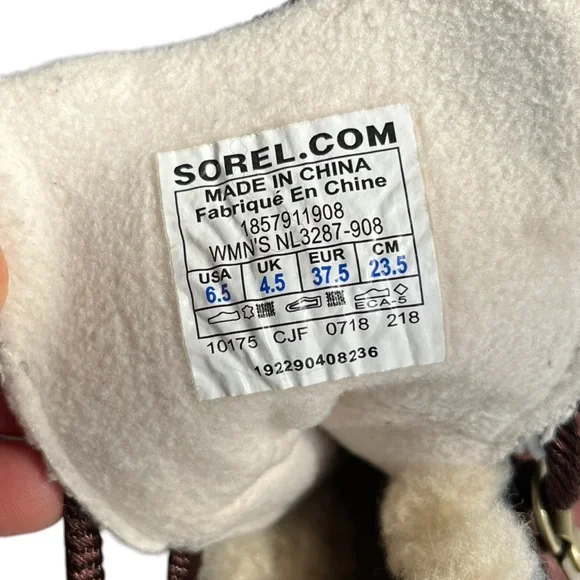 SOREL.COM
MADE IN CHINA
Fabriqué En Chine
1857911908
WMN'S NL3287-908
USA UK EUR CM
6.5 4.5 37.5 23.5
ECA-5
10175 CJF 0718 218
192290408236